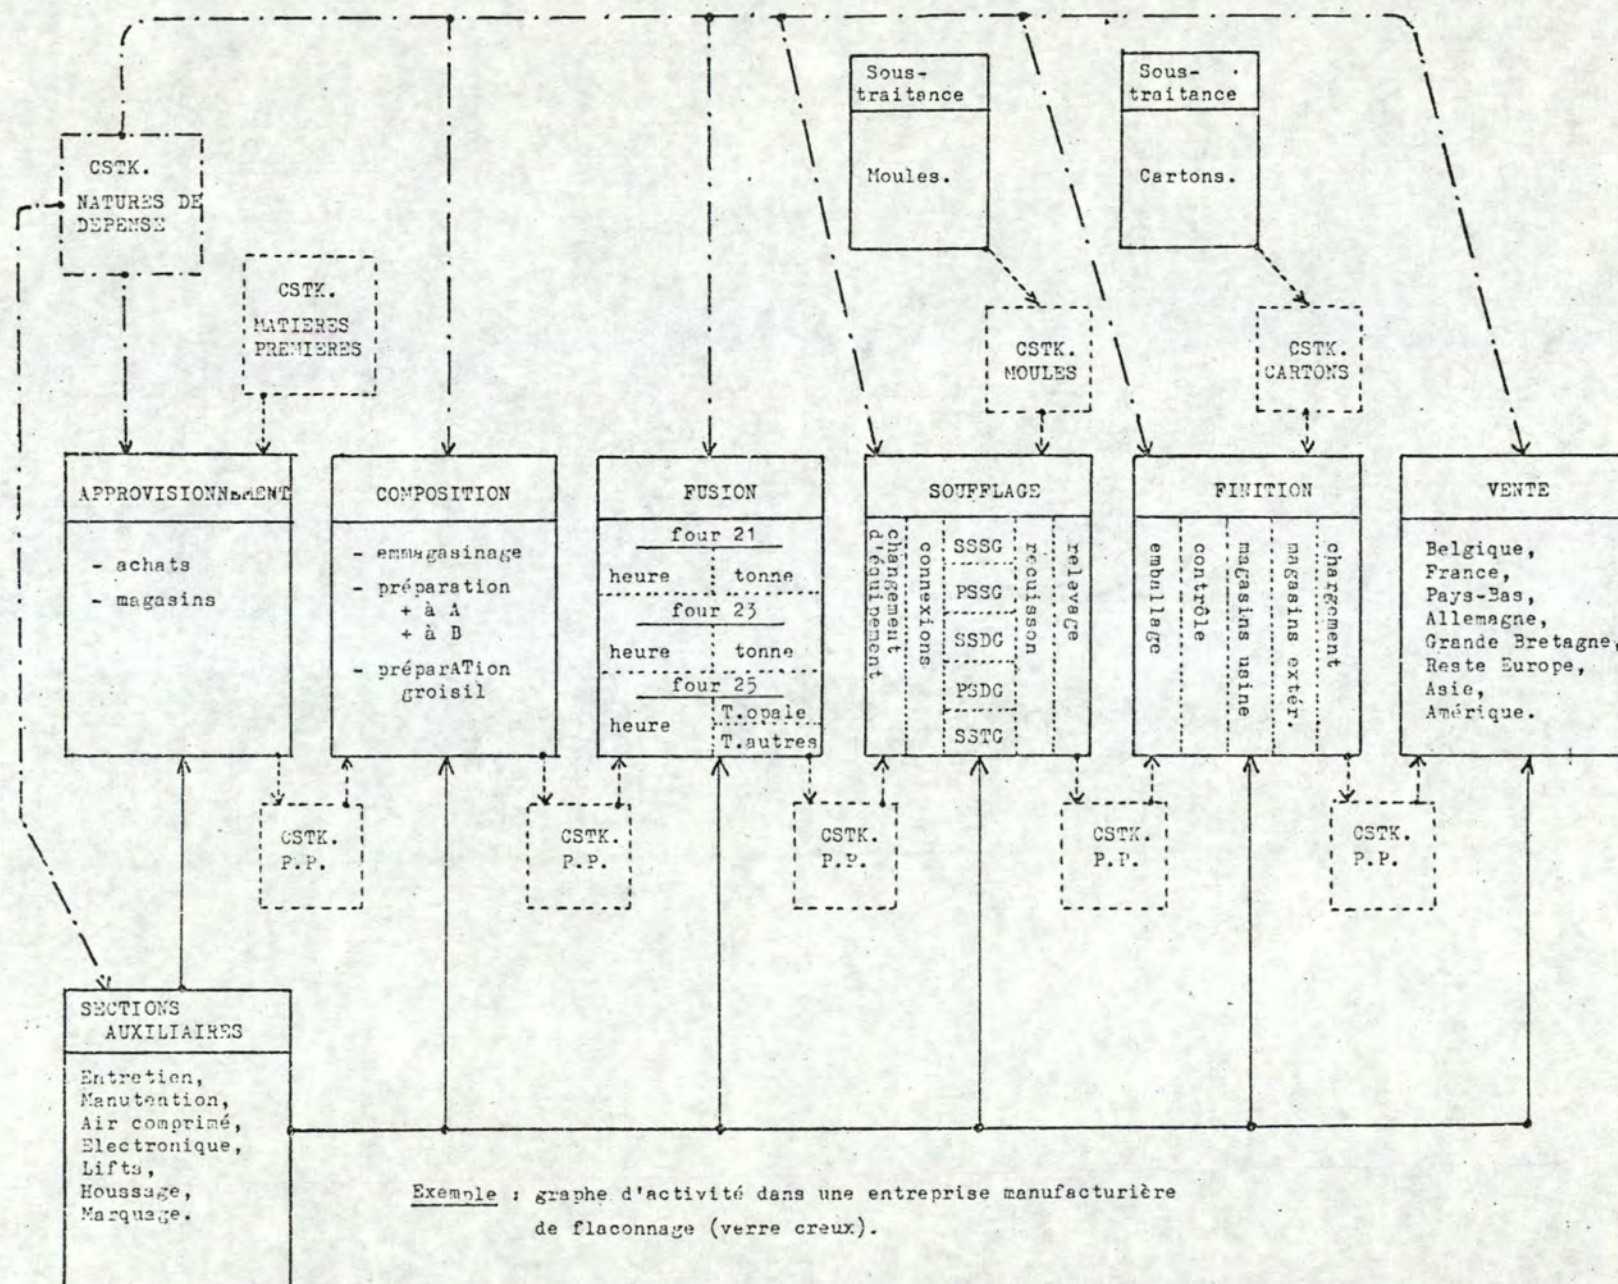 Sous-
traitance
Moules.
Sous-
traitance
Cartons.
CSTK.
NATURES DE
DEPENSE
CSTK.
MATIERES
PREMIERES
CSTK.
MOULES
CSTK.
CARTONS
APPROVISIONNEMENT
- achats
- magasins
COMPOSITION
- emmagasinage
- préparation
+ à A
+ à B
- préparATion
groisil
FUSION
four 21
heure
tonne
four 23
heure
tonne
four 25
heure
T.opale
T.autres
SOUFFLAGE
changement
d'équipement
connexions
SSSG
PSSG
SSDG
PSDG
SSTG
recuisson
relevage
FINITION
emballage
contrôle
magasins usine
magasins extér.
chargement
VENTE
Belgique,
France,
Pays-Bas,
Allemagne,
Grande Bretagne,
Reste Europe,
Asie,
Amérique.
CSTK.
P.P.
CSTK.
P.P.
CSTK.
P.P.
CSTK.
P.P.
CSTK.
P.P.
SECTIONS
AUXILIAIRES
Entretien,
Manutention,
Air comprimé,
Electronique,
Lifts,
Houssage,
Marquage.
Exemple : graphe d'activité dans une entreprise manufacturière
de flaconnage (verre creux).